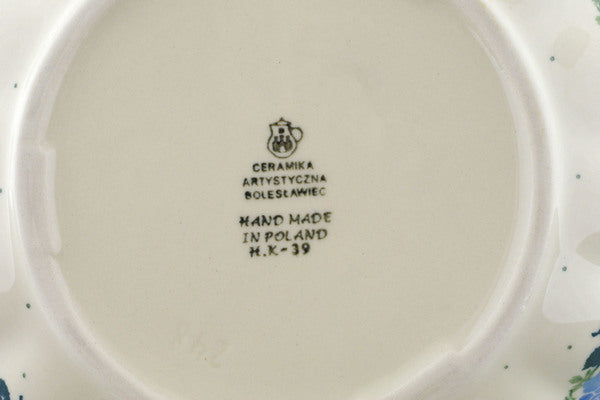 CERAMIKA
ARTYSTYCZNA
BOLESŁAWIEC
HAND MADE
IN POLAND
H.K-39